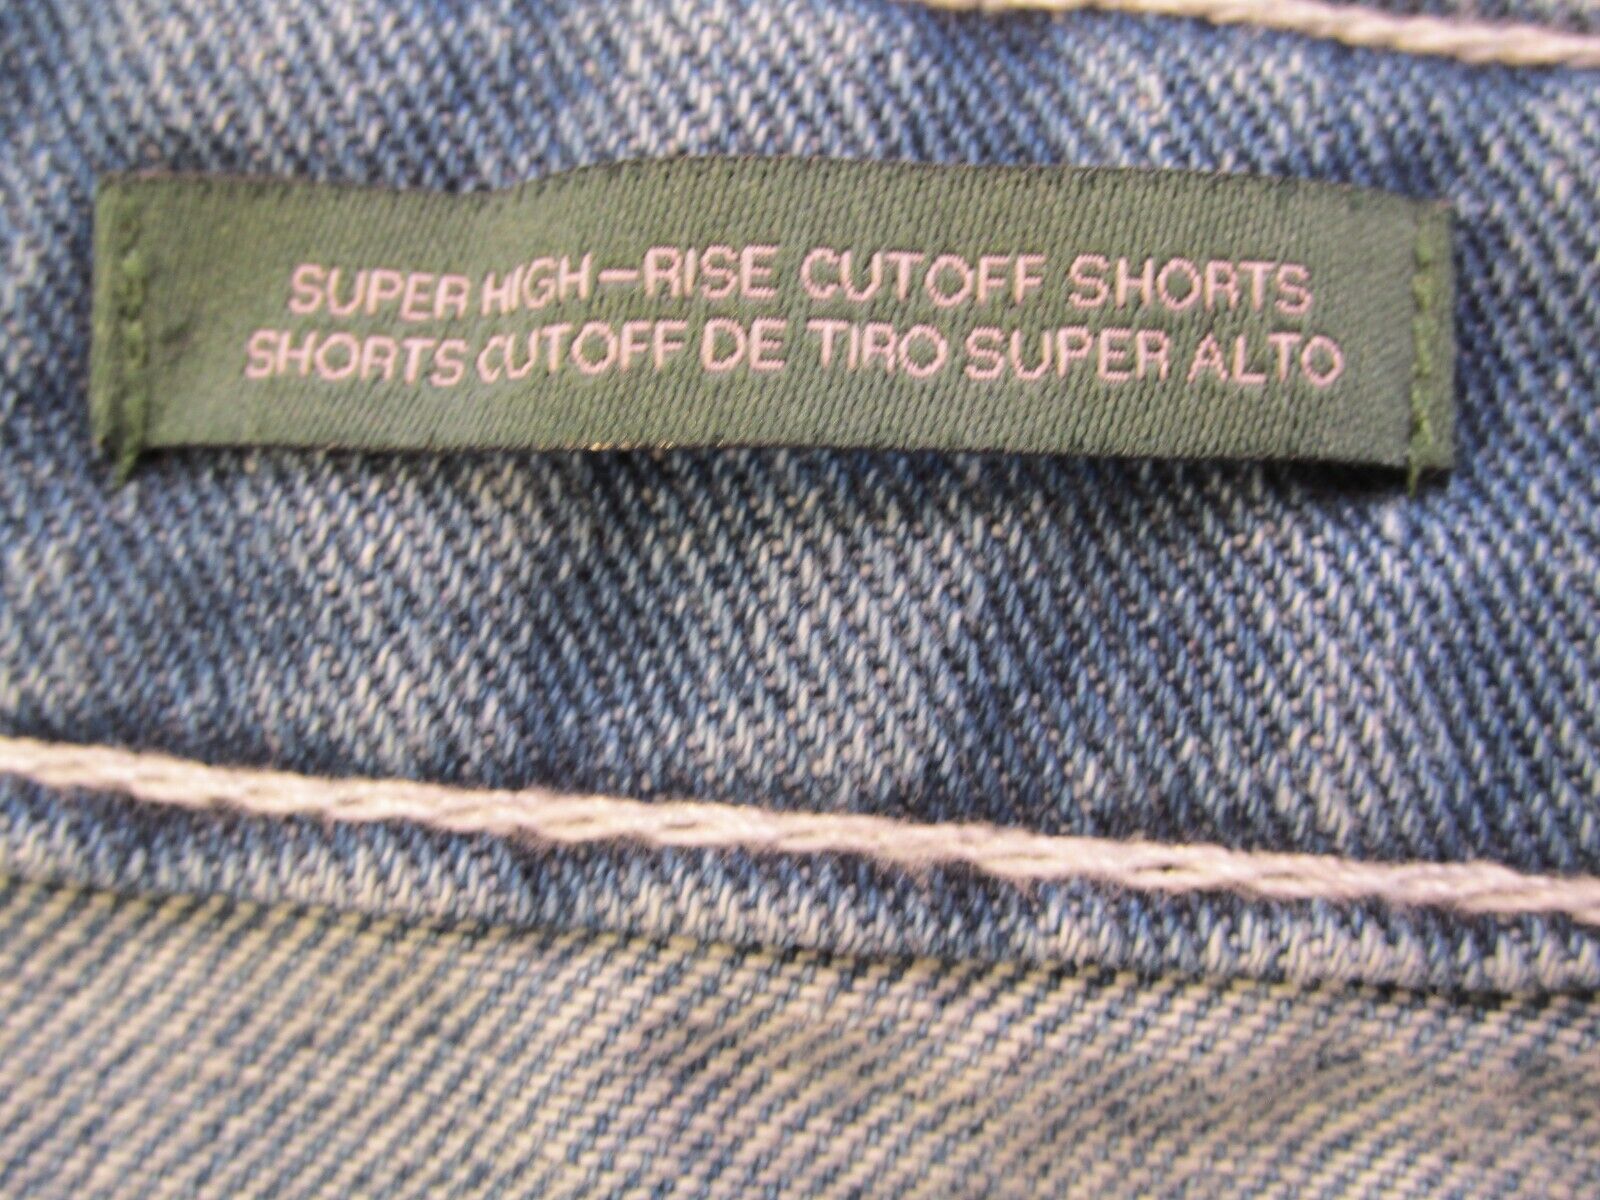 SUPER HIGH-RISE CUTOFF SHORTS
SHORTS CUTOFF DE TIRO SUPER ALTO